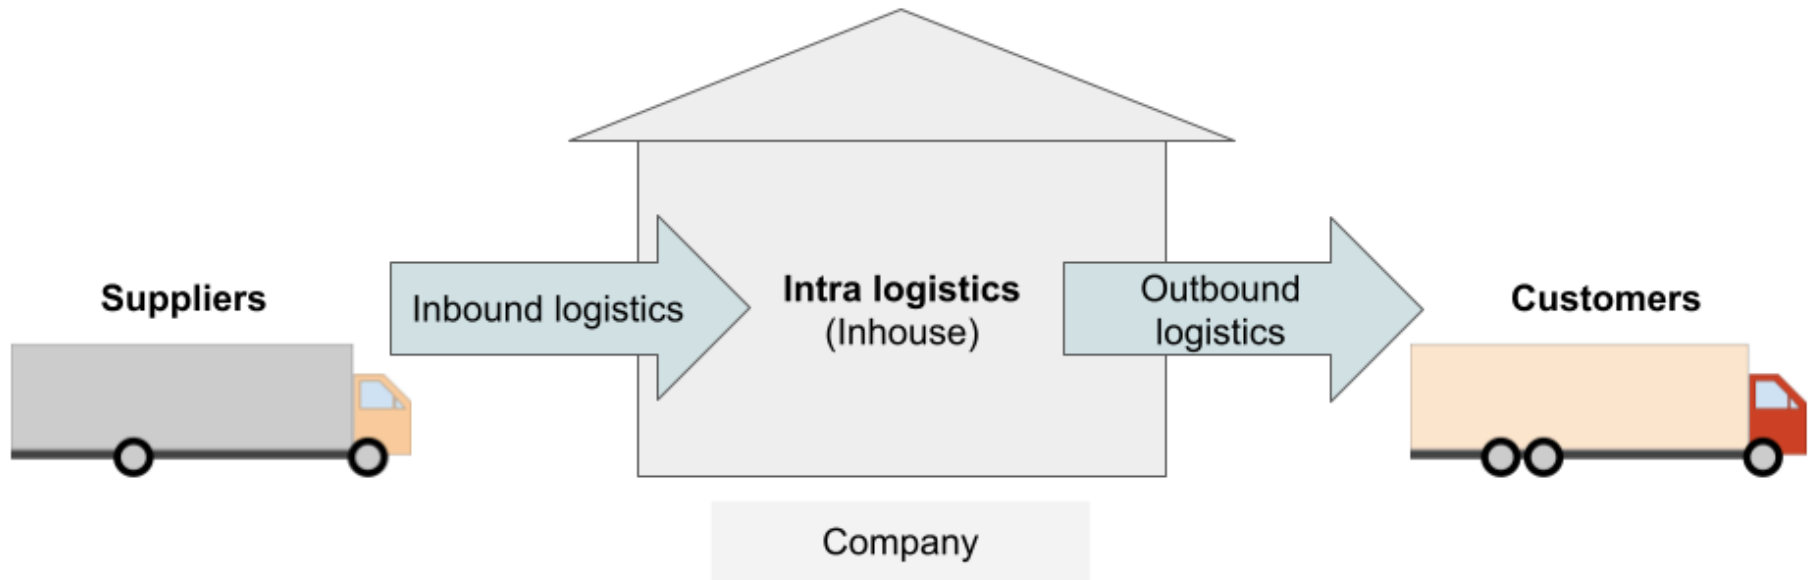 Suppliers
Inbound logistics
Intra logistics
(Inhouse)
Outbound
logistics
Customers
Company